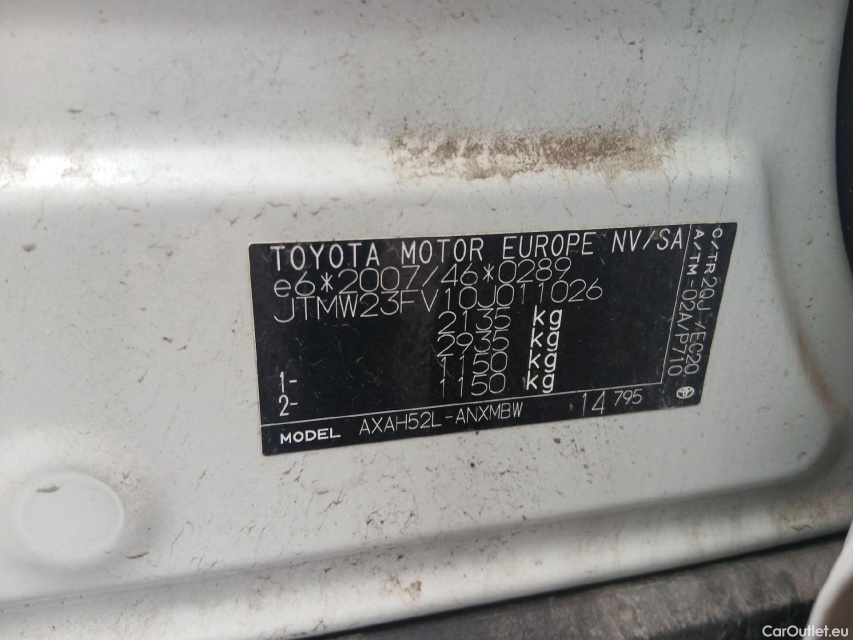 TOYOTA MOTOR EUROPE NV/SA
e6*2007/46*0289
JTMW23FV10J011026
2135 kg
2935 kg
1- 1150 kg
2- 1150 kg
MODEL AXAH52L-ANXMBW 14 795
C/TR 2QJ /EC20
A/TM -02A/P710
CarOutlet.eu